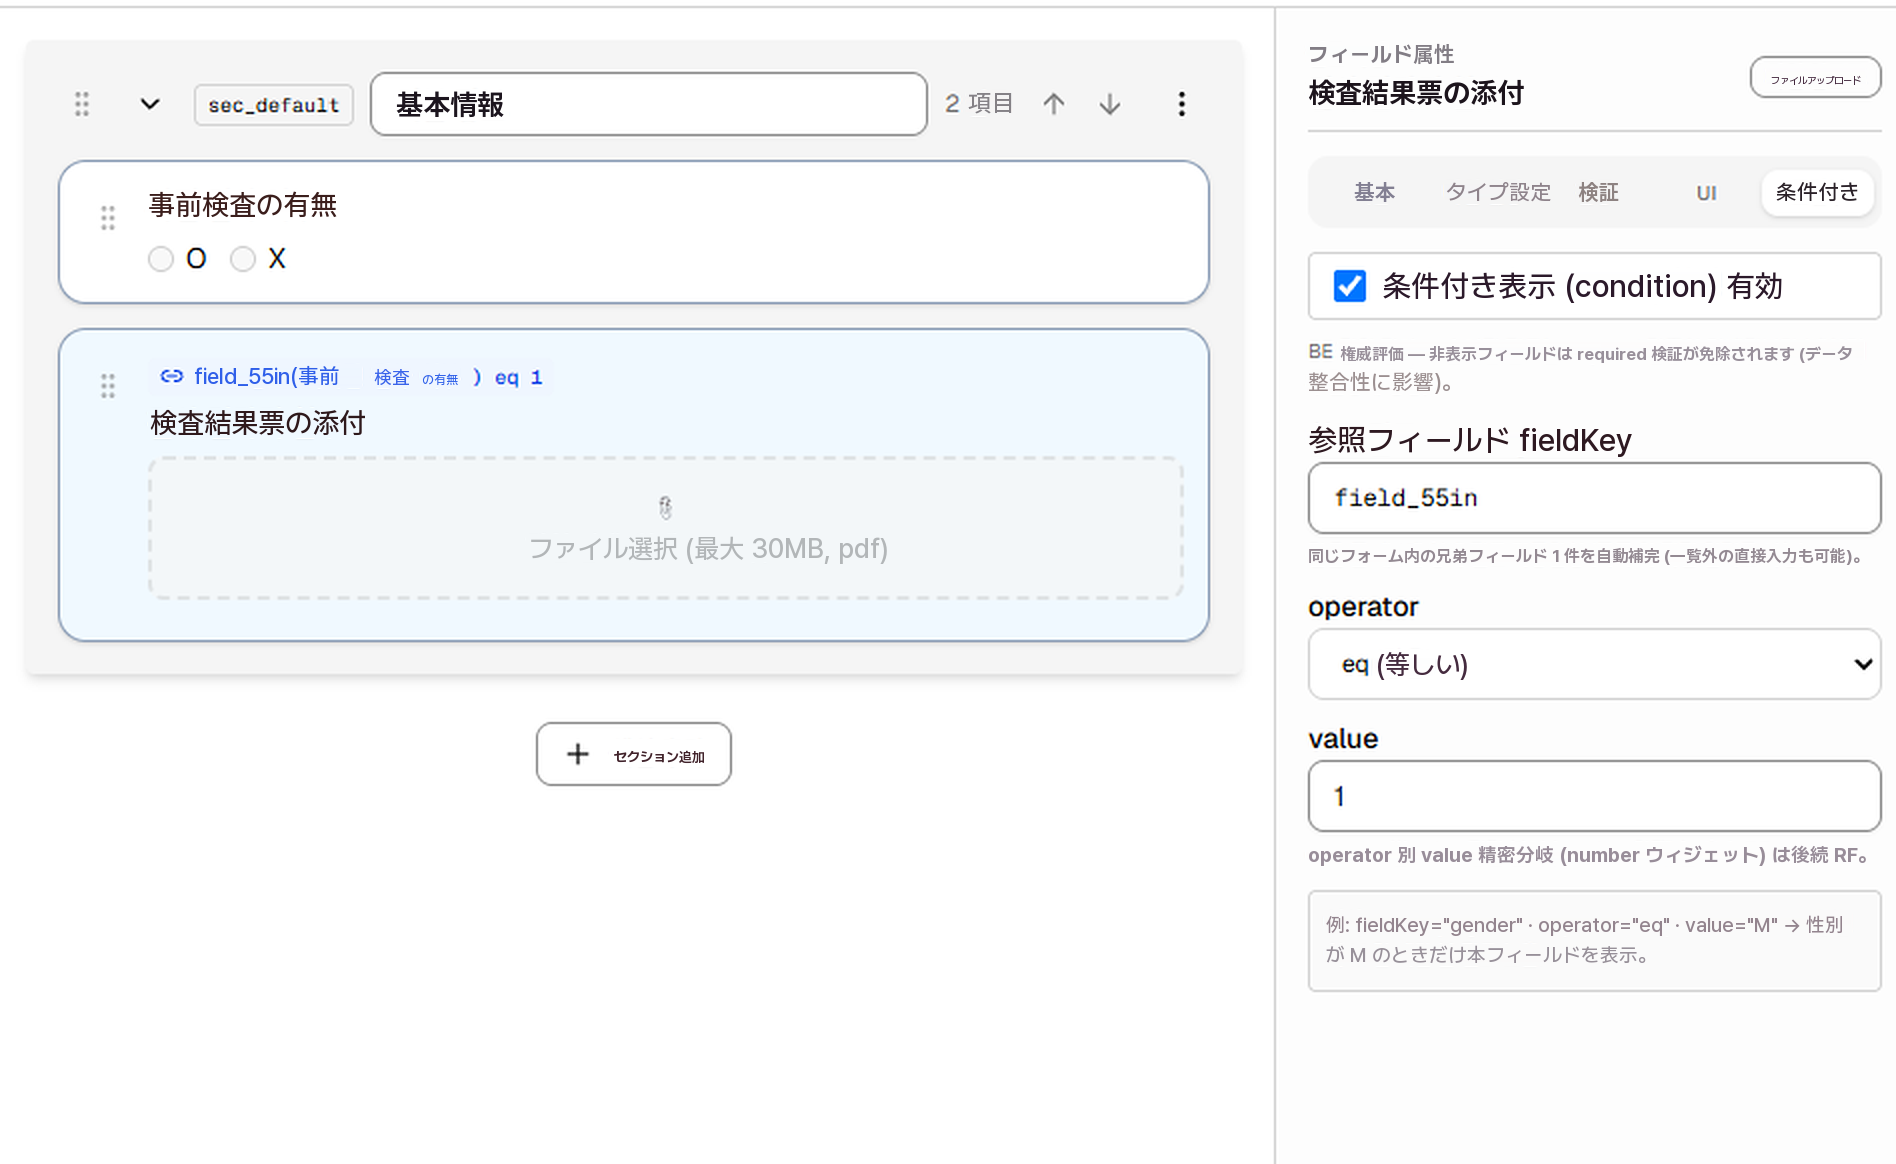 sec_default
基本情報
2 項目
事前検査の有無
O X
field_55in(事前 検査 の有無 ) eq 1
検査結果票の添付
ファイル選択 (最大 30MB, pdf)
セクション追加
フィールド属性
検査結果票の添付
ファイルアップロード
基本 タイプ設定 検証 UI 条件付き
条件付き表示 (condition) 有効
BE 権威評価 — 非表示フィールドは required 検証が免除されます (データ
整合性に影響)。
参照フィールド fieldKey
field_55in
同じフォーム内の兄弟フィールド 1 件を自動補完 (一覧外の直接入力も可能)。
operator
eq (等しい)
value
1
operator 別 value 精密分岐 (number ウィジェット) は後続 RF。
例: fieldKey="gender" · operator="eq" · value="M" → 性別
が M のときだけ本フィールドを表示。